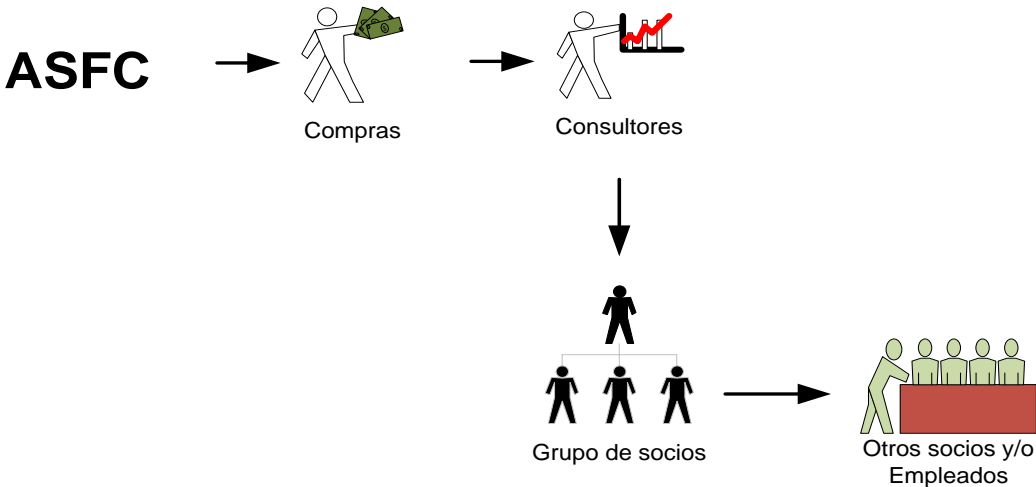 ASFC
Compras
Consultores
Grupo de socios
Otros socios y/o
Empleados